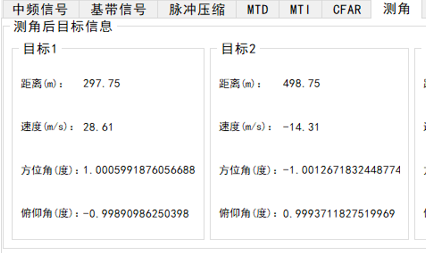 中频信号 基带信号 脉冲压缩 MTD MTI CFAR 测角
测角后目标信息
目标1
距离(m)： 297.75
速度(m/s)： 28.61
方位角(度)：1.0005991876056688
俯仰角(度)：-0.99890986250398
目标2
距离(m)： 498.75
速度(m/s)： -14.31
方位角(度)：-1.0012671832448774
俯仰角(度)：0.9993711827519969